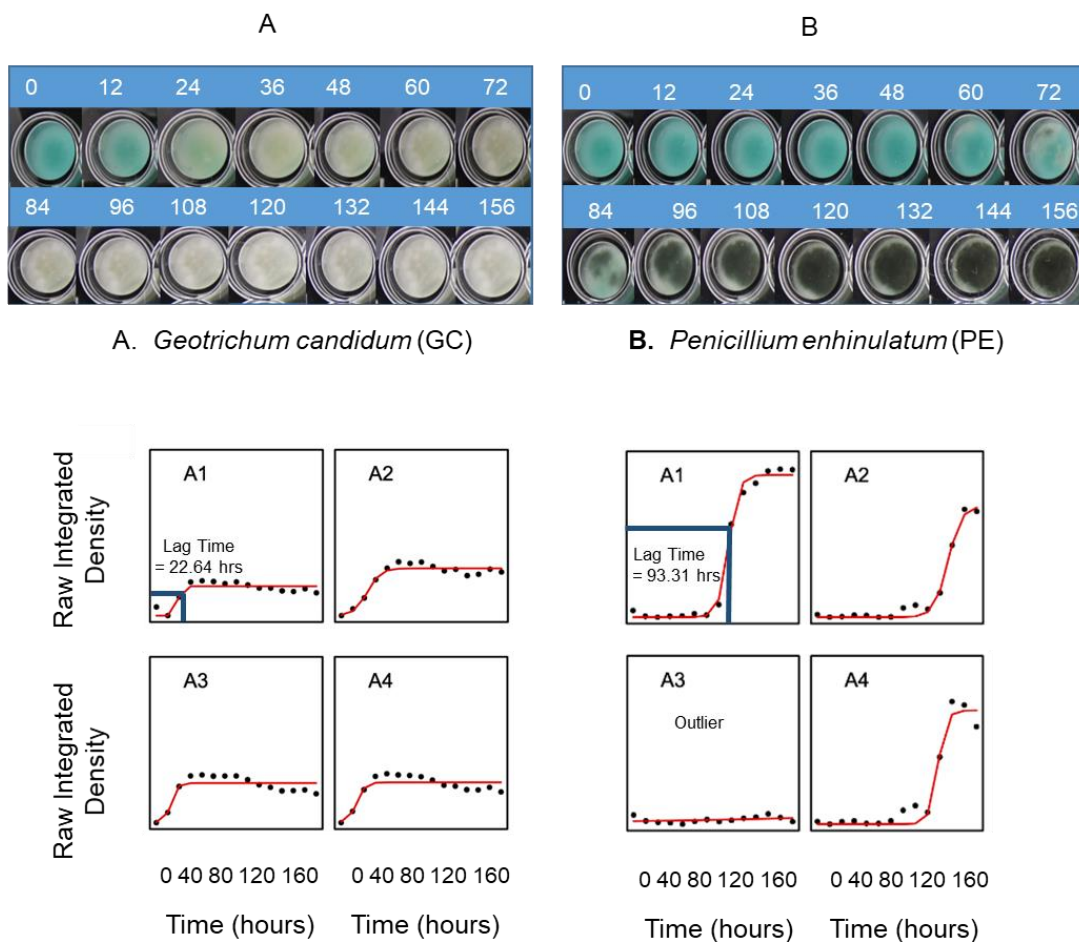 A
B
0 12 24 36 48 60 72
84 96 108 120 132 144 156
0 12 24 36 48 60 72
84 96 108 120 132 144 156
A. Geotrichum candidum (GC)
B. Penicillium enhinulatum (PE)
Raw Integrated
Density
A1
Lag Time
= 22.64 hrs
A2
Raw Integrated
Density
A3
A4
0 40 80 120 160
0 40 80 120 160
Time (hours)
Time (hours)
A1
Lag Time
= 93.31 hrs
A2
A3
Outlier
A4
0 40 80 120 160
0 40 80 120 160
Time (hours)
Time (hours)